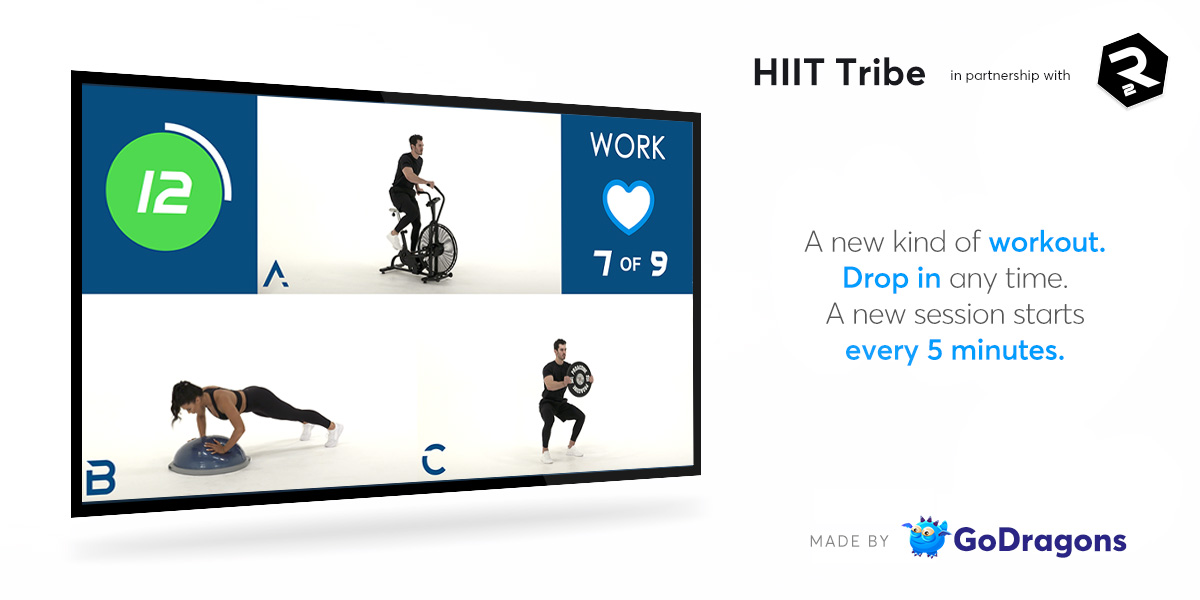 HIIT Tribe
in partnership with
R2
12
WORK
7 OF 9
A
B
C
A new kind of workout.
Drop in any time.
A new session starts
every 5 minutes.
MADE BY GoDragons